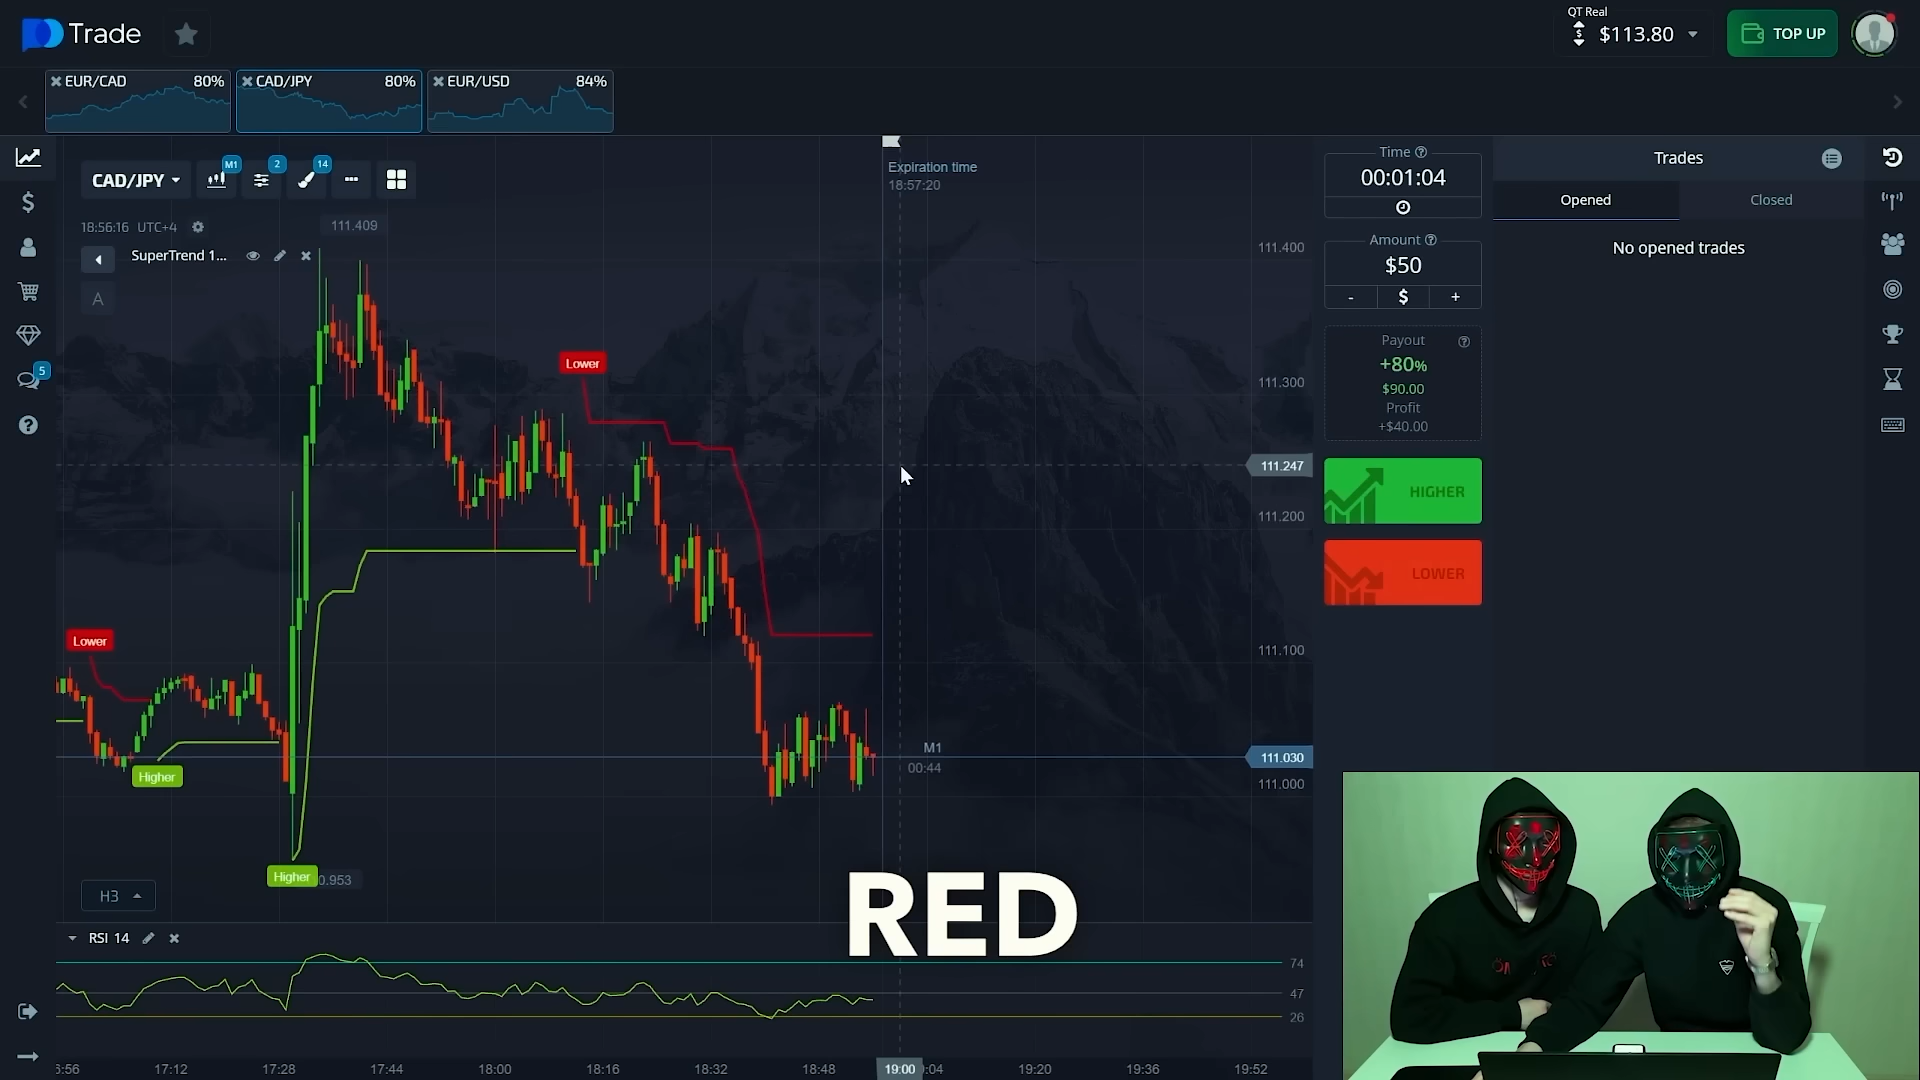 Trade
QT Real
$113.80
TOP UP
EUR/CAD 80%
CAD/JPY 80%
EUR/USD 84%
CAD/JPY
M1
2
14
Expiration time
18:57:20
18:56:16 UTC+4
111.409
SuperTrend 1...
A
5
Lower
Higher
Higher
0.953
Lower
111.400
111.300
111.247
111.200
111.100
111.030
111.000
M1
00:44
H3
RSI 14
74
47
26
17:12
17:28
17:44
18:00
18:16
18:32
18:48
19:00
:04
19:20
19:36
19:52
Time
00:01:04
Amount
$50
- $ +
Payout
+80%
$90.00
Profit
+$40.00
HIGHER
LOWER
Trades
Opened
Closed
No opened trades
RED